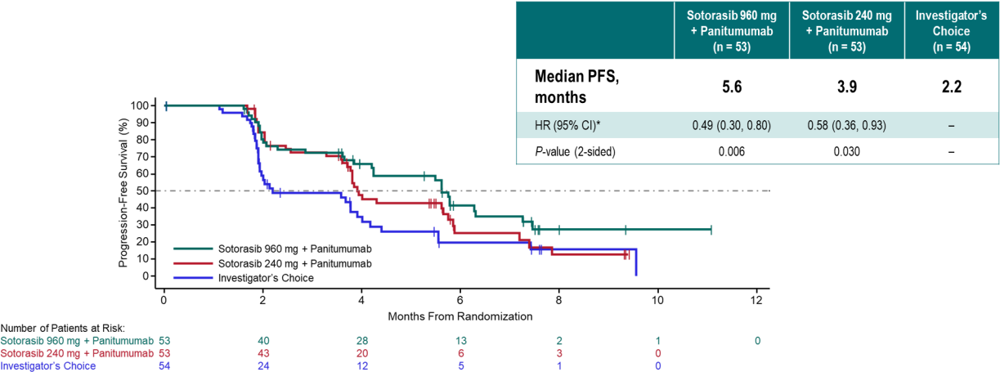 Sotorasib 960 mg
+ Panitumumab
(n = 53)
Sotorasib 240 mg
+ Panitumumab
(n = 53)
Investigator’s
Choice
(n = 54)
Median PFS,
months
5.6
3.9
2.2
HR (95% CI)*
0.49 (0.30, 0.80)
0.58 (0.36, 0.93)
–
P-value (2-sided)
0.006
0.030
–
Progression-Free Survival (%)
100
90
80
70
60
50
40
30
20
10
0
Sotorasib 960 mg + Panitumumab
Sotorasib 240 mg + Panitumumab
Investigator’s Choice
0 2 4 6 8 10 12
Months From Randomization
Number of Patients at Risk:
Sotorasib 960 mg + Panitumumab 53 40 28 13 2 1 0
Sotorasib 240 mg + Panitumumab 53 43 20 6 3 0
Investigator’s Choice 54 24 12 5 1 0